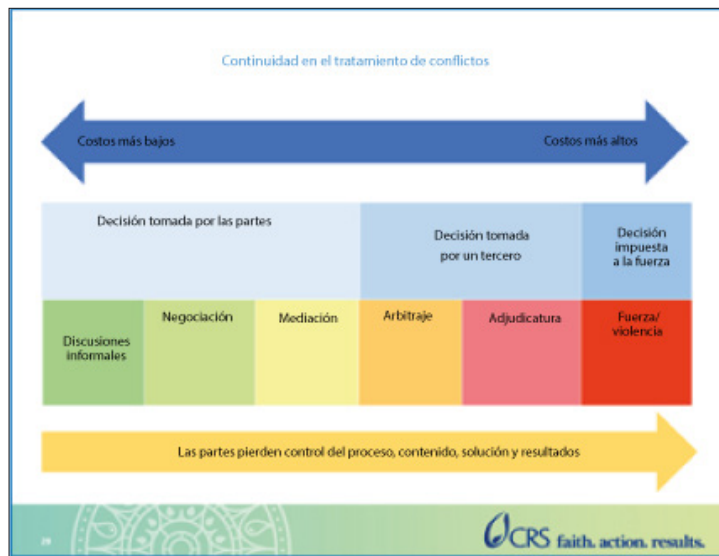 Continuidad en el tratamiento de conflictos
Costos más bajos
Costos más altos
Decisión tomada por las partes
Decisión tomada
por un tercero
Decisión
impuesta
a la fuerza
Discusiones
informales
Negociación
Mediación
Arbitraje
Adjudicatura
Fuerza/
violencia
Las partes pierden control del proceso, contenido, solución y resultados
CRS faith. action. results.